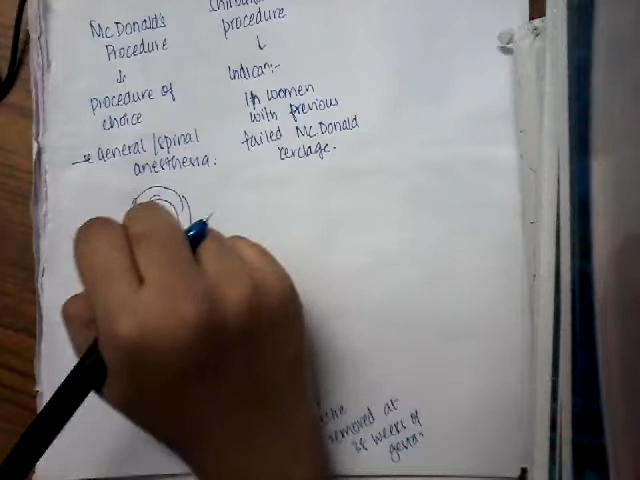 McDonald's
Procedure
procedure of
choice
→ General / spinal
anesthesia.
procedure
Indican:-
In women
with previous
failed McDonald
cerclage.
removed at
weeks of